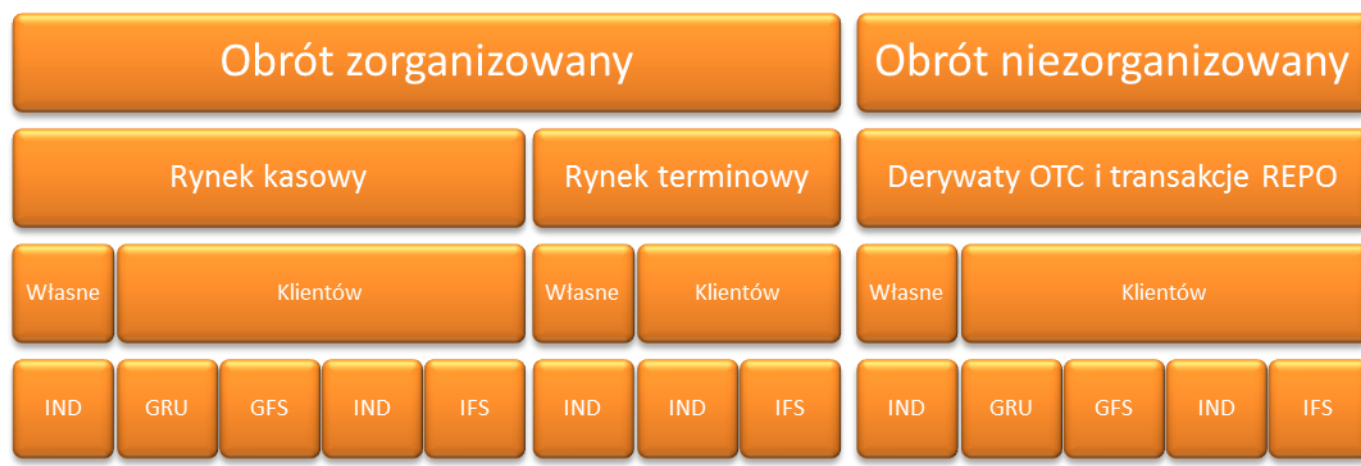 Obrót zorganizowany Obrót niezorganizowany
Rynek kasowy Rynek terminowy Derywaty OTC i transakcje REPO
Własne Klientów Własne Klientów Własne Klientów
IND GRU GFS IND IFS IND IND IFS IND GRU GFS IND IFS